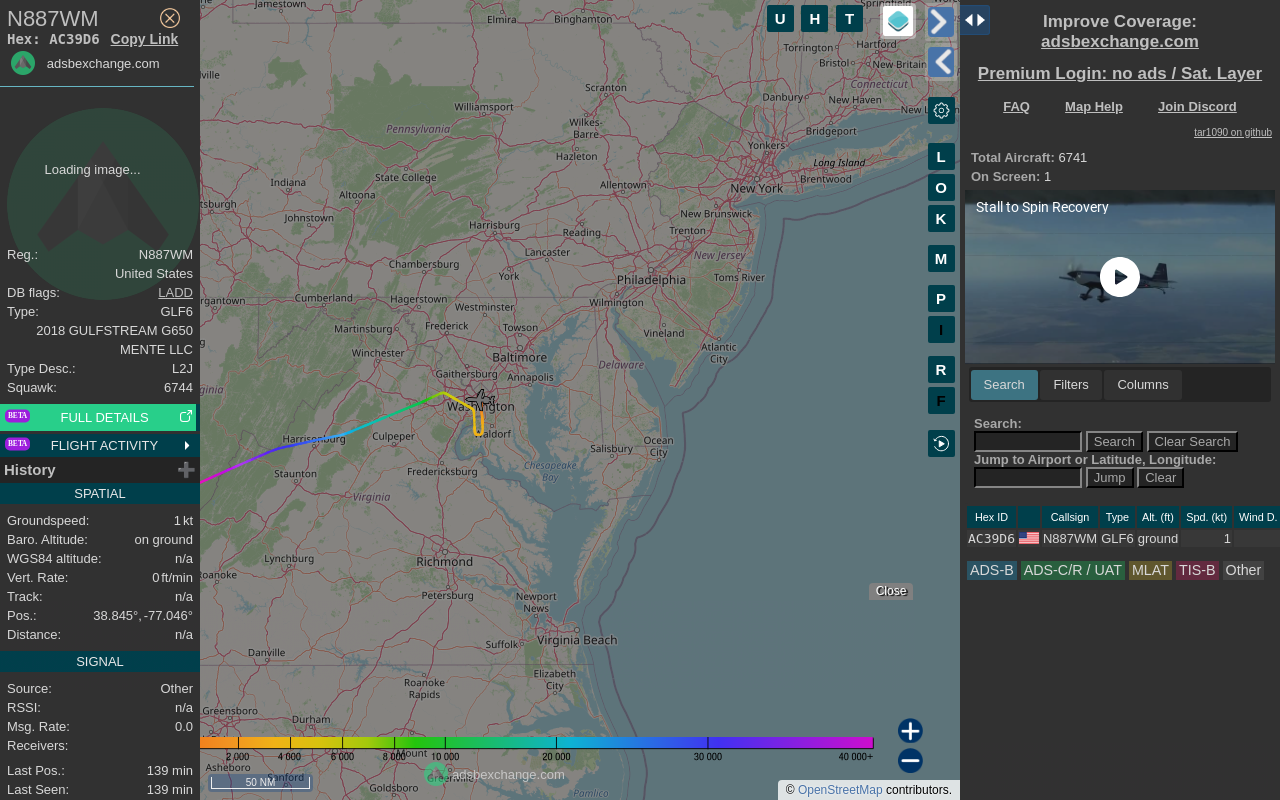 N887WM
Hex: AC39D6 Copy Link
adsbexchange.com
Loading image...
Reg.: N887WM
United States
DB flags: LADD
Type: GLF6
2018 GULFSTREAM G650
MENTE LLC
Type Desc.: L2J
Squawk: 6744
BETA FULL DETAILS
BETA FLIGHT ACTIVITY
History
SPATIAL
Groundspeed: 1 kt
Baro. Altitude: on ground
WGS84 altitude: n/a
Vert. Rate: 0 ft/min
Track: n/a
Pos.: 38.845°, -77.046°
Distance: n/a
SIGNAL
Source: Other
RSSI: n/a
Msg. Rate: 0.0
Receivers:
Last Pos.: 139 min
Last Seen: 139 min
Jamestown
Elmira
Binghamton
Springfield
Torrington
Hartford
Bristol
New Britain
Connecticut
Scranton
Danbury
New Haven
Williamsport
Wilkes-
Barre
Pennsylvania
Bridgeport
Yonkers
Hazleton
Long Island
State College
Brentwood
Indiana
Allentown
New York
Altoona
Johnstown
Harrisburg
Reading
New Brunswick
Trenton
Lancaster
New Jersey
Chambersburg
York
Philadelphia
Toms River
Cumberland
Hagerstown
Wilmington
Westminster
Martinsburg
Frederick
Towson
Vineland
Winchester
Baltimore
Atlantic
City
Gaithersburg
Annapolis
Delaware
Washington
Harrisonburg
Culpeper
Waldorf
Salisbury
Ocean
City
Staunton
Fredericksburg
Chesapeake
Bay
Virginia
Lynchburg
Richmond
Roanoke
Petersburg
Newport
News
Suffolk
Virginia Beach
Danville
Elizabeth
City
Roanoke
Rapids
Greensboro
Durham
Asheboro
Sanford
Greenville
Goldsboro
Pamlico
2 000 4 000 6 000 8 000 10 000 20 000 30 000 40 000+
adsbexchange.com
50 NM
© OpenStreetMap contributors.
U H T
L
O
K
M
P
I
R
F
Close
Improve Coverage:
adsbexchange.com
Premium Login: no ads / Sat. Layer
FAQ Map Help Join Discord
tar1090 on github
Total Aircraft: 6741
On Screen: 1
Stall to Spin Recovery
Search Filters Columns
Search:
Search Clear Search
Jump to Airport or Latitude, Longitude:
Jump Clear
Hex ID Callsign Type Alt. (ft) Spd. (kt) Wind D.
AC39D6 N887WM GLF6 ground 1
ADS-B ADS-C/R / UAT MLAT TIS-B Other